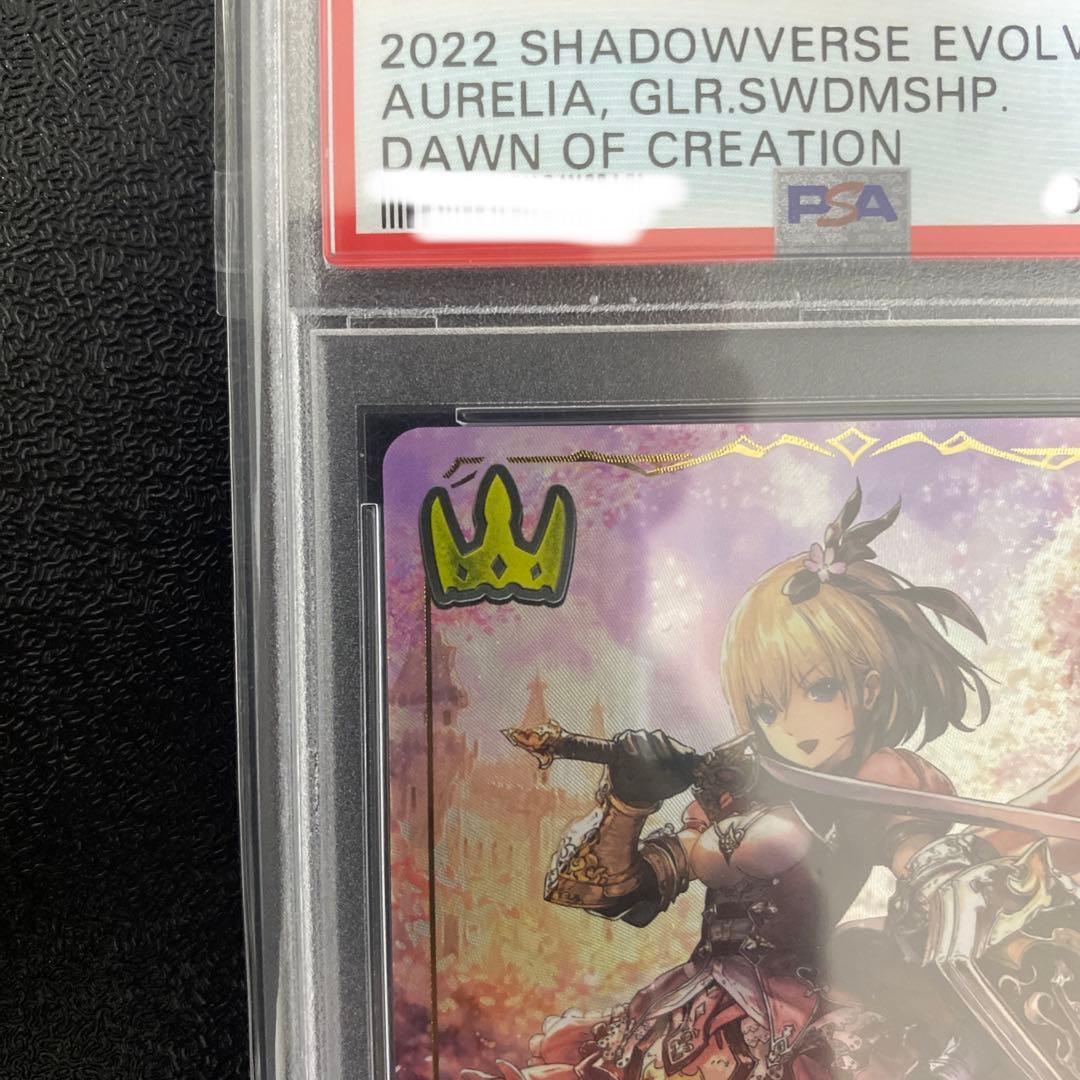 2022 SHADOWVERSE EVOLV
AURELIA, GLR.SWDMSHP.
DAWN OF CREATION
PSA